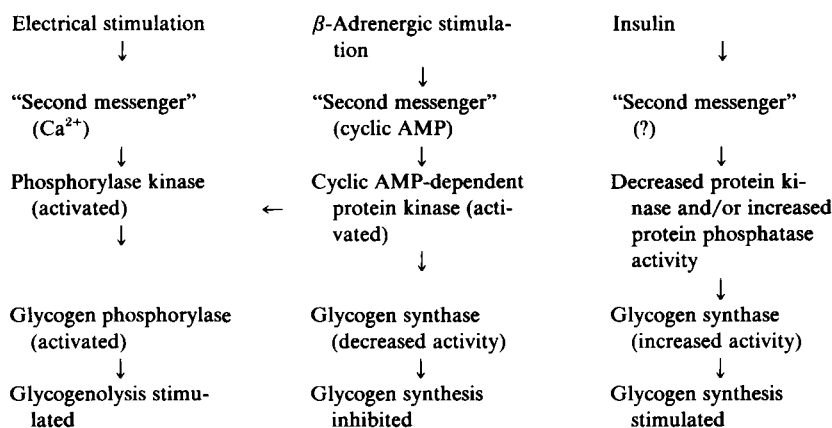 Electrical stimulation
↓
"Second messenger"
(Ca²⁺)
↓
Phosphorylase kinase
(activated)
↓
Glycogen phosphorylase
(activated)
↓
Glycogenolysis stimu-
lated
β-Adrenergic stimula-
tion
↓
"Second messenger"
(cyclic AMP)
↓
Cyclic AMP-dependent
← protein kinase (acti-
vated)
↓
Glycogen synthase
(decreased activity)
↓
Glycogen synthesis
inhibited
Insulin
↓
"Second messenger"
(?)
↓
Decreased protein ki-
nase and/or increased
protein phosphatase
activity
↓
Glycogen synthase
(increased activity)
↓
Glycogen synthesis
stimulated